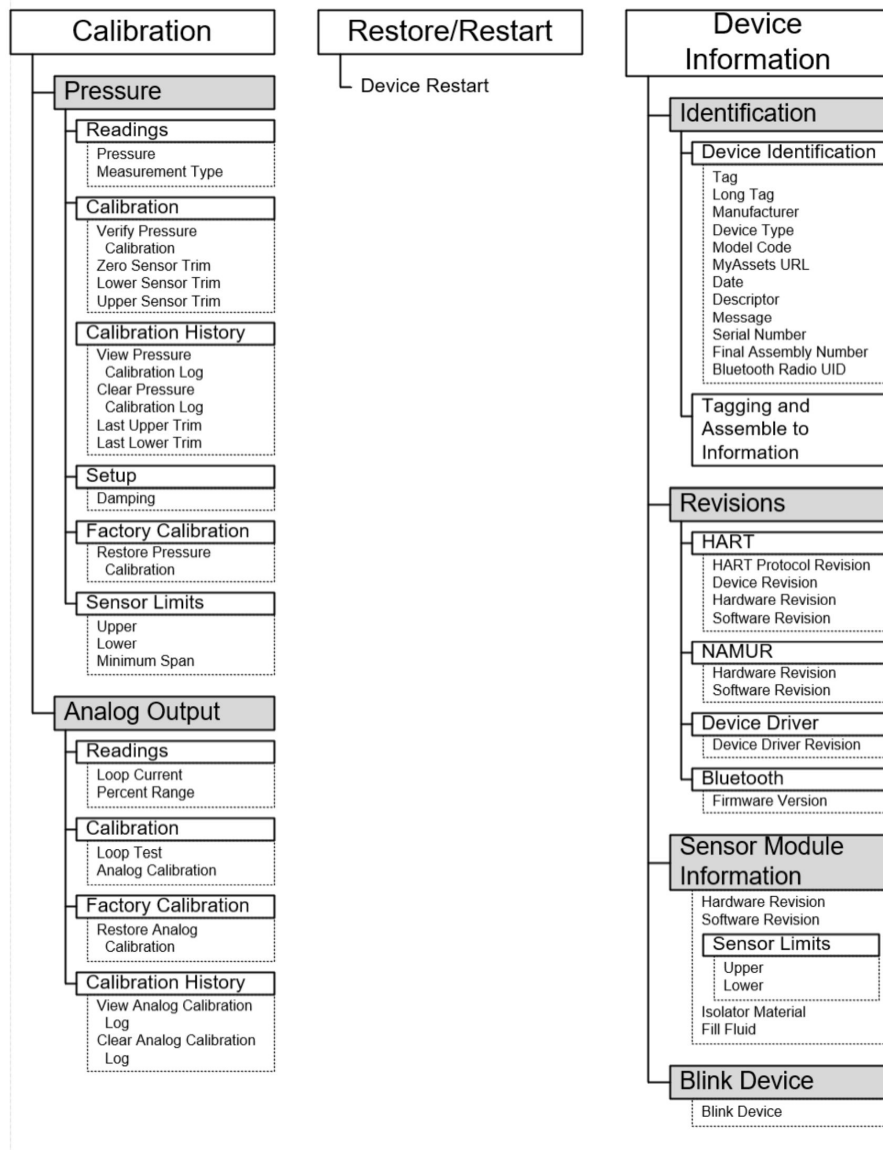 Calibration
Pressure
Readings
Pressure
Measurement Type
Calibration
Verify Pressure
Calibration
Zero Sensor Trim
Lower Sensor Trim
Upper Sensor Trim
Calibration History
View Pressure
Calibration Log
Clear Pressure
Calibration Log
Last Upper Trim
Last Lower Trim
Setup
Damping
Factory Calibration
Restore Pressure
Calibration
Sensor Limits
Upper
Lower
Minimum Span
Analog Output
Readings
Loop Current
Percent Range
Calibration
Loop Test
Analog Calibration
Factory Calibration
Restore Analog
Calibration
Calibration History
View Analog Calibration
Log
Clear Analog Calibration
Log
Restore/Restart
Device Restart
Device
Information
Identification
Device Identification
Tag
Long Tag
Manufacturer
Device Type
Model Code
MyAssets URL
Date
Descriptor
Message
Serial Number
Final Assembly Number
Bluetooth Radio UID
Tagging and
Assemble to
Information
Revisions
HART
HART Protocol Revision
Device Revision
Hardware Revision
Software Revision
NAMUR
Hardware Revision
Software Revision
Device Driver
Device Driver Revision
Bluetooth
Firmware Version
Sensor Module
Information
Hardware Revision
Software Revision
Sensor Limits
Upper
Lower
Isolator Material
Fill Fluid
Blink Device
Blink Device